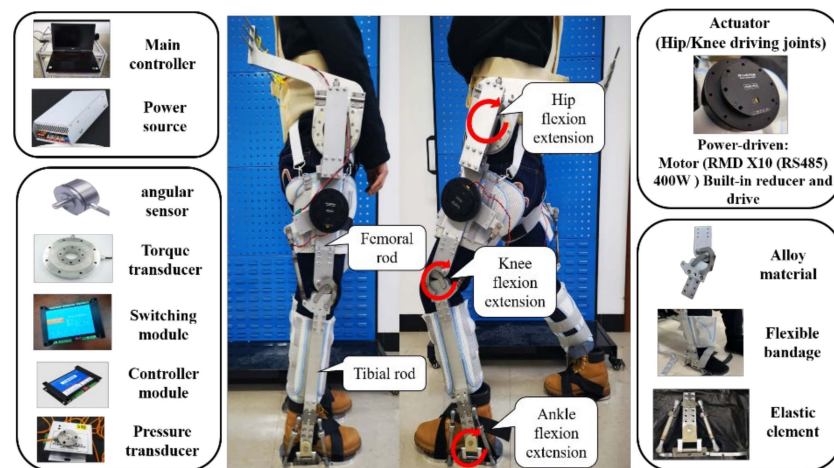 Main
controller
Power
source
angular
sensor
Torque
transducer
Switching
module
Controller
module
Pressure
transducer
Hip
flexion
extension
Femoral
rod
Knee
flexion
extension
Tibial rod
Ankle
flexion
extension
Actuator
(Hip/Knee driving joints)
Power-driven:
Motor (RMD X10 (RS485)
400W ) Built-in reducer and
drive
Alloy
material
Flexible
bandage
Elastic
element